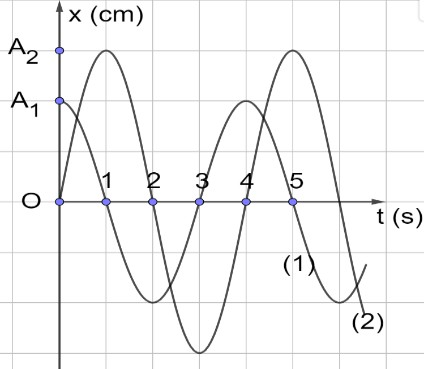 x (cm)
A₂
A₁
O
1 2 3 4 5
t (s)
(1)
(2)